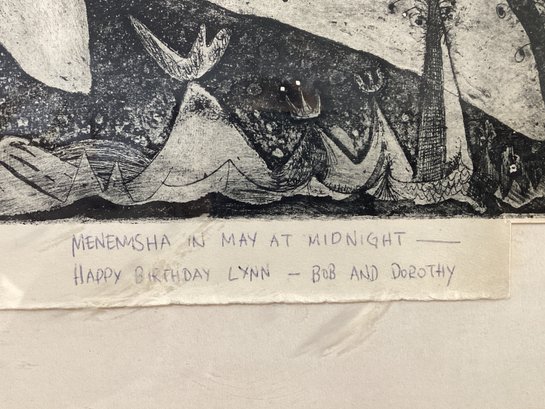 MENEMSHA IN MAY AT MIDNIGHT —
HAPPY BIRTHDAY LYNN – BOB AND DOROTHY